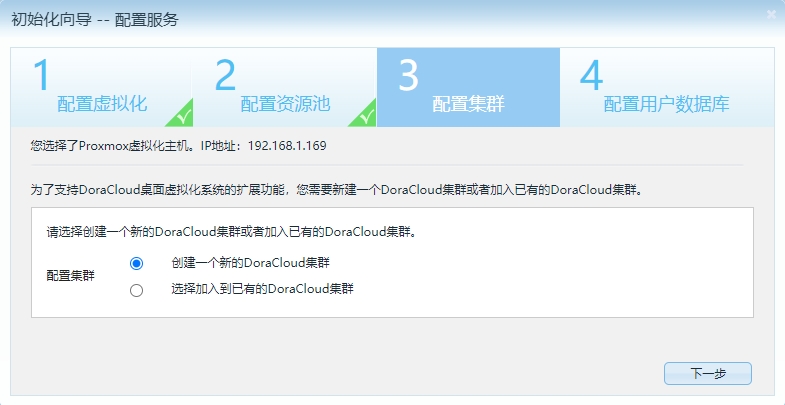 初始化向导 -- 配置服务
1 配置虚拟化
2 配置资源池
3 配置集群
4 配置用户数据库
您选择了Proxmox虚拟化主机。IP地址：192.168.1.169
为了支持DoraCloud桌面虚拟化系统的扩展功能，您需要新建一个DoraCloud集群或者加入已有的DoraCloud集群。
请选择创建一个新的DoraCloud集群或者加入已有的DoraCloud集群。
配置集群
创建一个新的DoraCloud集群
选择加入到已有的DoraCloud集群
下一步